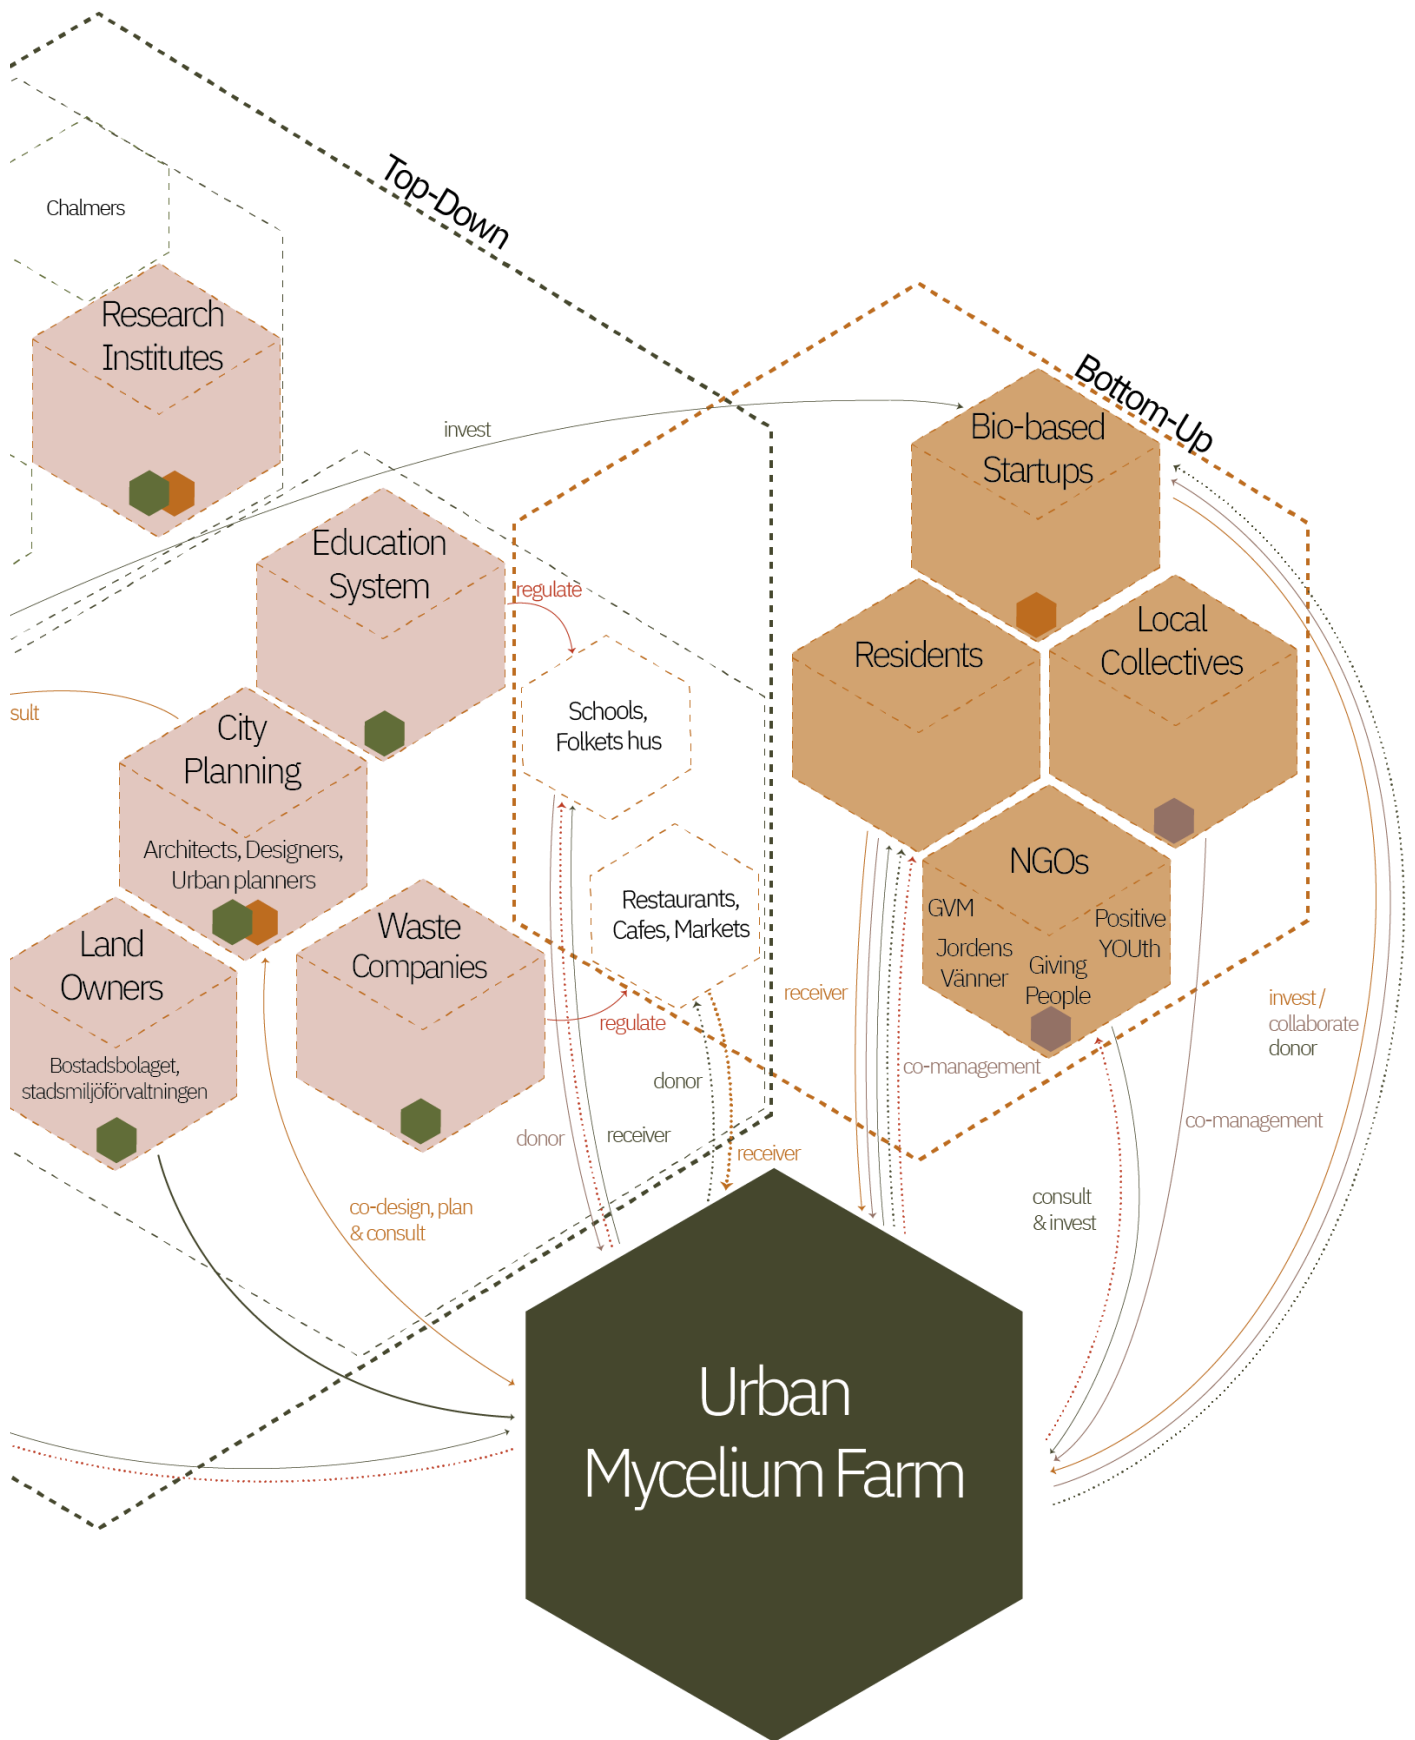 Top-Down
Chalmers
Research
Institutes
Bottom-Up
invest
Bio-based
Startups
Education
System
regulate
Residents
Local
Collectives
sult
City
Planning
Architects, Designers,
Urban planners
Schools,
Folkets hus
NGOs
GVM
Jordens
Vänner
Giving
People
Positive
YOUth
Restaurants,
Cafes, Markets
Land
Owners
Bostadsbolaget,
stadsmiljöförvaltningen
Waste
Companies
regulate
receiver
invest /
collaborate
donor
co-management
donor
donor
receiver
receiver
co-management
consult
& invest
co-design, plan
& consult
Urban
Mycelium Farm